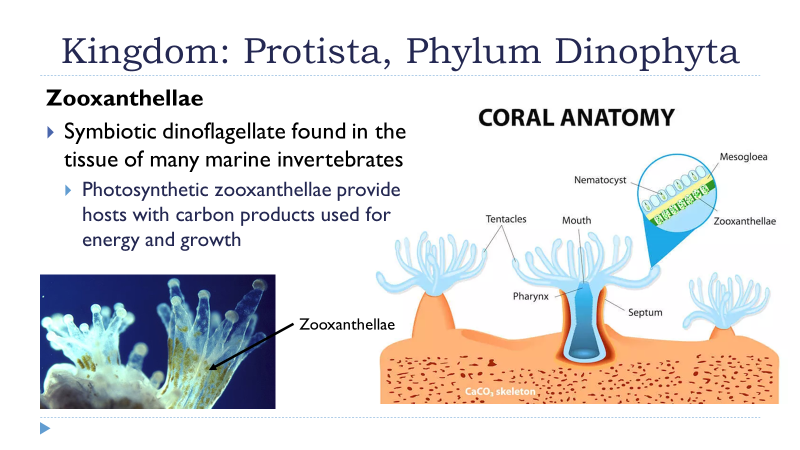 Kingdom: Protista, Phylum Dinophyta
Zooxanthellae
Symbiotic dinoflagellate found in the
tissue of many marine invertebrates
Photosynthetic zooxanthellae provide
hosts with carbon products used for
energy and growth
Zooxanthellae
CORAL ANATOMY
Mesogloea
Nematocyst
Zooxanthellae
Tentacles
Mouth
Pharynx
Septum
CaCO₃ skeleton